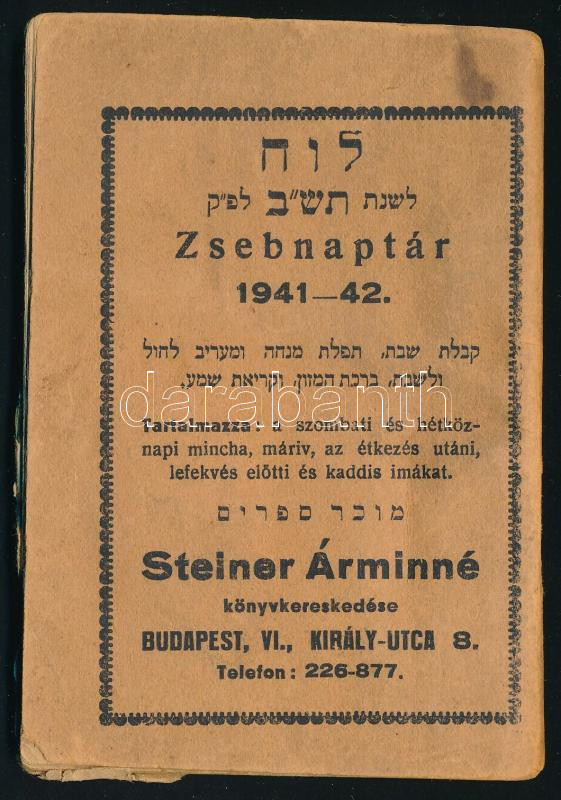 לוח
לשנת תש״ב לפ״ק
Zsebnaptár
1941—42.
קבלת שבת, תפלת מנחה ומעריב לחול
ולשבת, ברכת המזון, וקריאת שמע,
darabanth
Tartalmazza: a szombati és hétköz-
napi mincha, máriv, az étkezés utáni,
lefekvés előtti és kaddis imákat.
מוכר ספרים
Steiner Árminné
könyvkereskedése
BUDAPEST, VI., KIRÁLY-UTCA 8.
Telefon: 226-877.